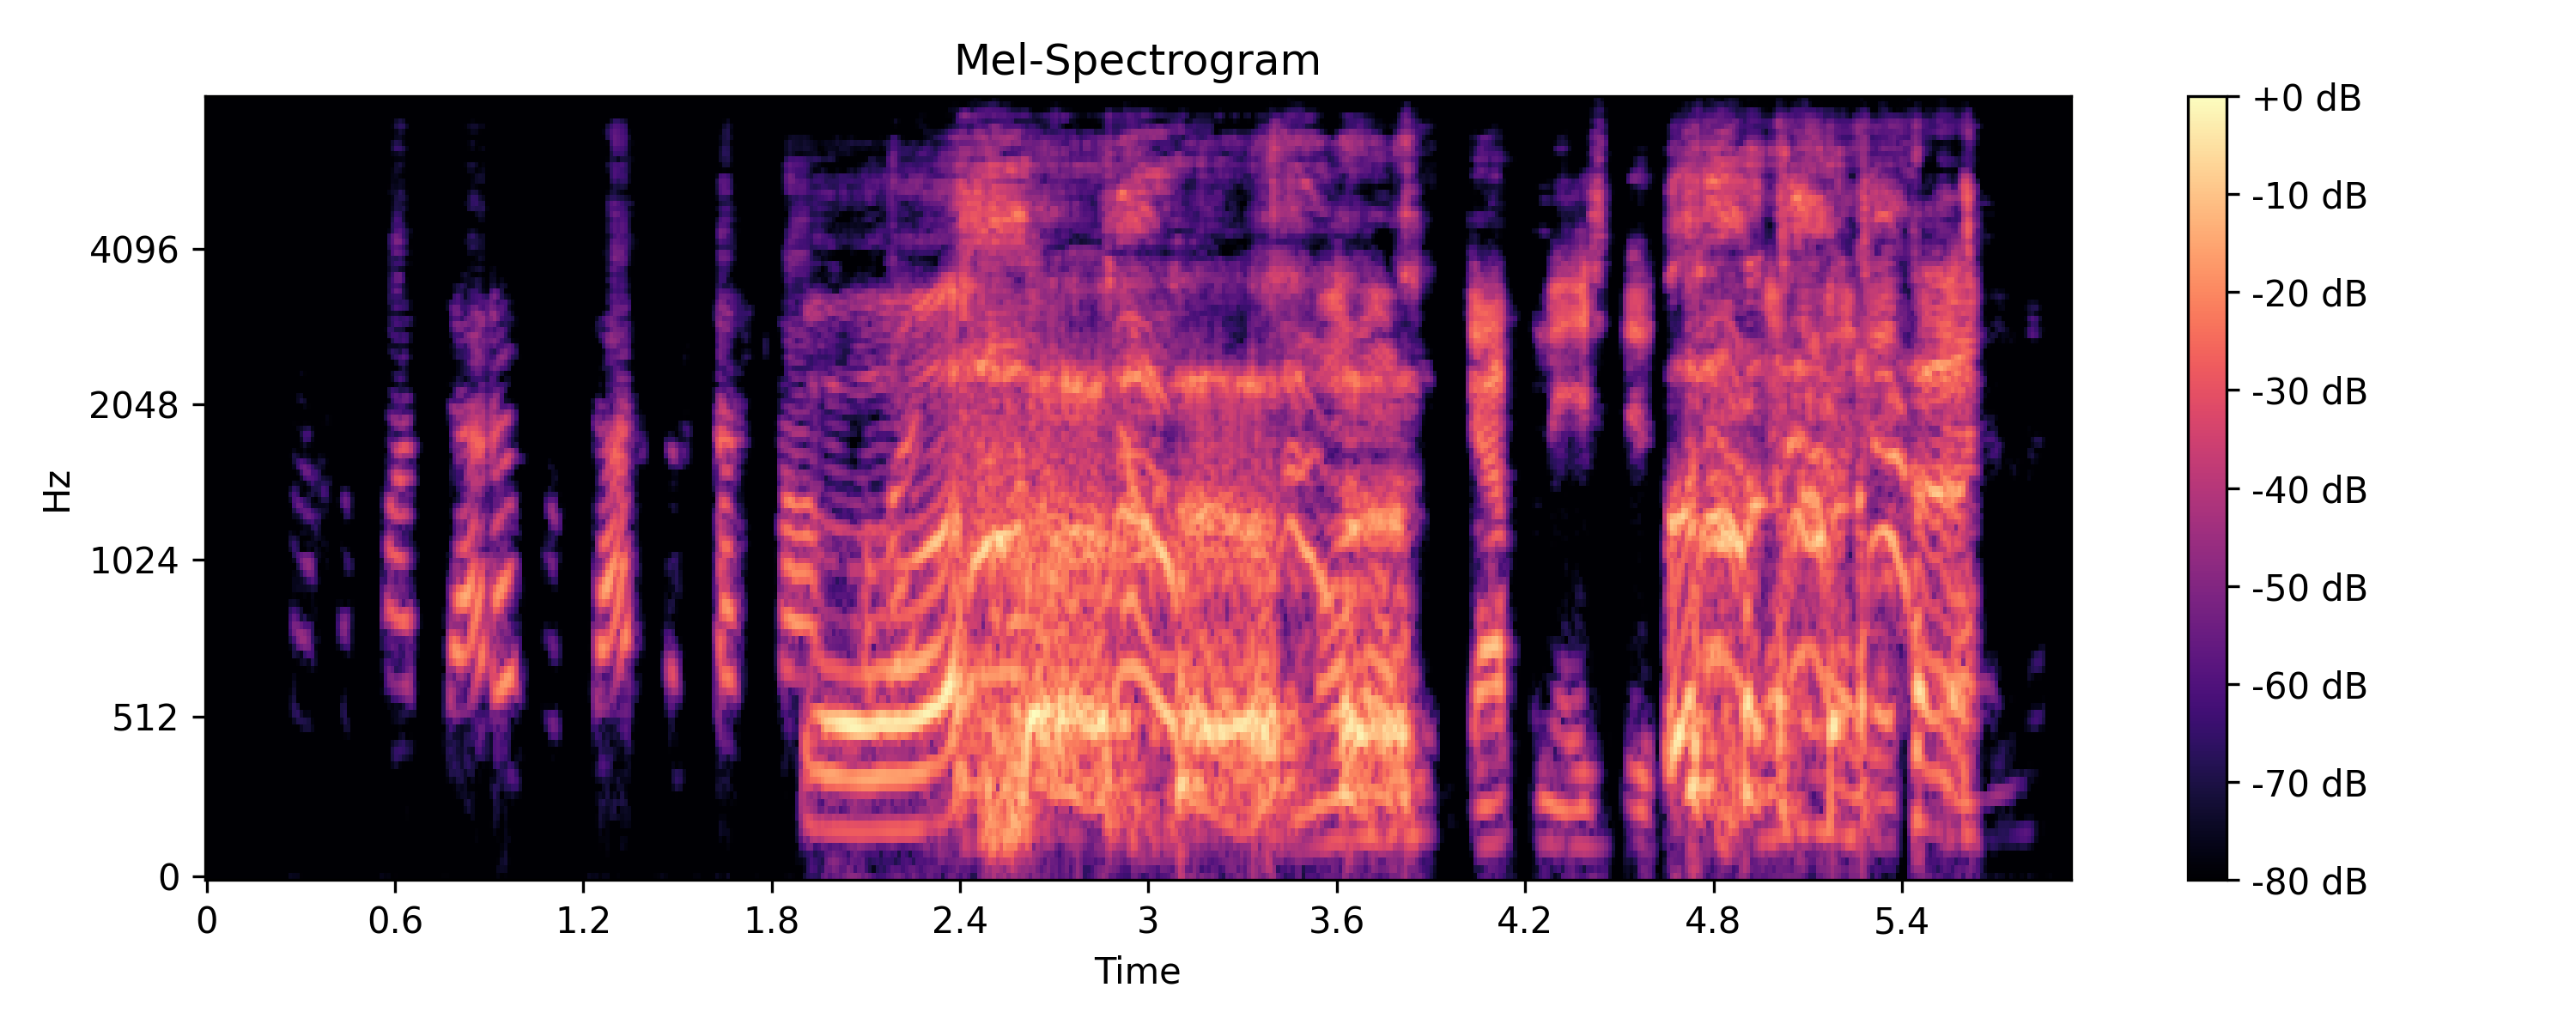 Mel-Spectrogram
+0 dB
-10 dB
-20 dB
-30 dB
-40 dB
-50 dB
-60 dB
-70 dB
-80 dB
4096
2048
1024
512
0
Hz
0 0.6 1.2 1.8 2.4 3 3.6 4.2 4.8 5.4
Time